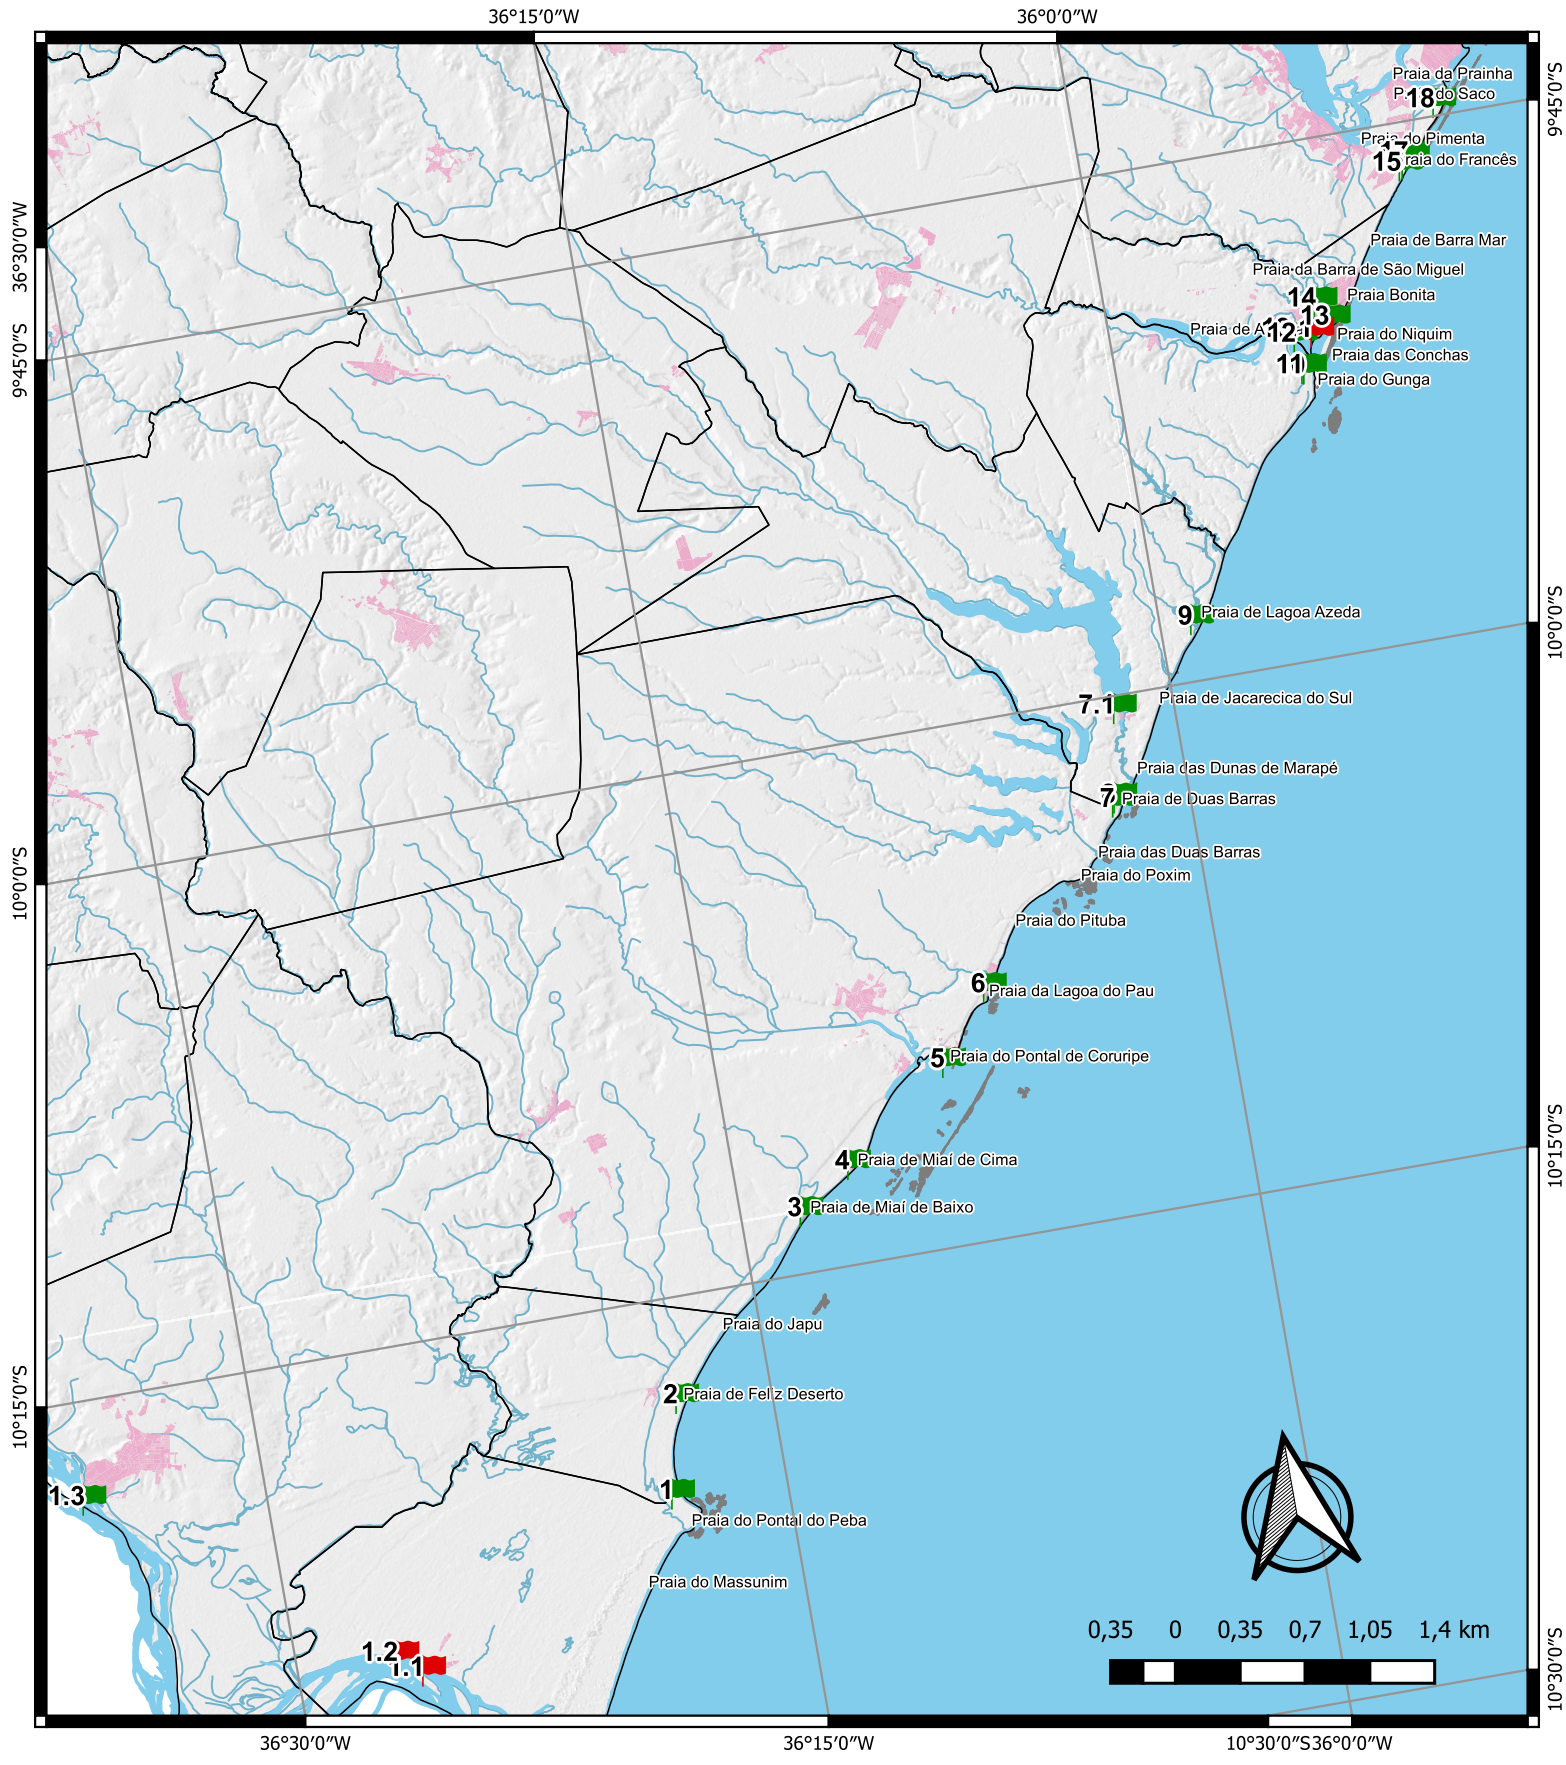 36°15′0″W
36°0′0″W
Praia da Prainha
18
do Saco
9°45′0″S
Praia do Pimenta
17
15
Praia do Francês
36°30′0″W
Praia de Barra Mar
Praia da Barra de São Miguel
14
Praia Bonita
13
Praia de
12
Praia do Niquim
9°45′0″S
11
Praia das Conchas
Praia do Gunga
9
Praia de Lagoa Azeda
10°0′0″S
7.1
Praia de Jacarecica do Sul
Praia das Dunas de Marapé
7
Praia de Duas Barras
Praia das Duas Barras
Praia do Poxim
10°0′0″S
Praia do Pituba
6
Praia da Lagoa do Pau
5
Praia do Pontal de Coruripe
10°15′0″S
4
Praia de Miaí de Cima
3
Praia de Miaí de Baixo
Praia do Japu
10°15′0″S
2
Praia de Feliz Deserto
1.3
1
Praia do Pontal do Peba
Praia do Massunim
1.2
1.1
0,35 0 0,35 0,7 1,05 1,4 km
10°30′0″S
36°30′0″W
36°15′0″W
10°30′0″S
36°0′0″W